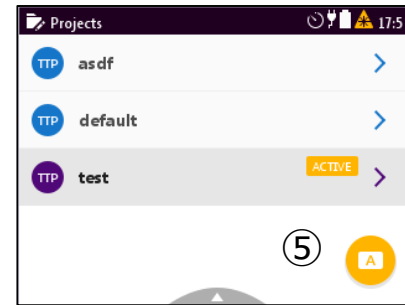 Projects 17:5
TTP asdf
TTP default
TTP test ACTIVE
⑤ A